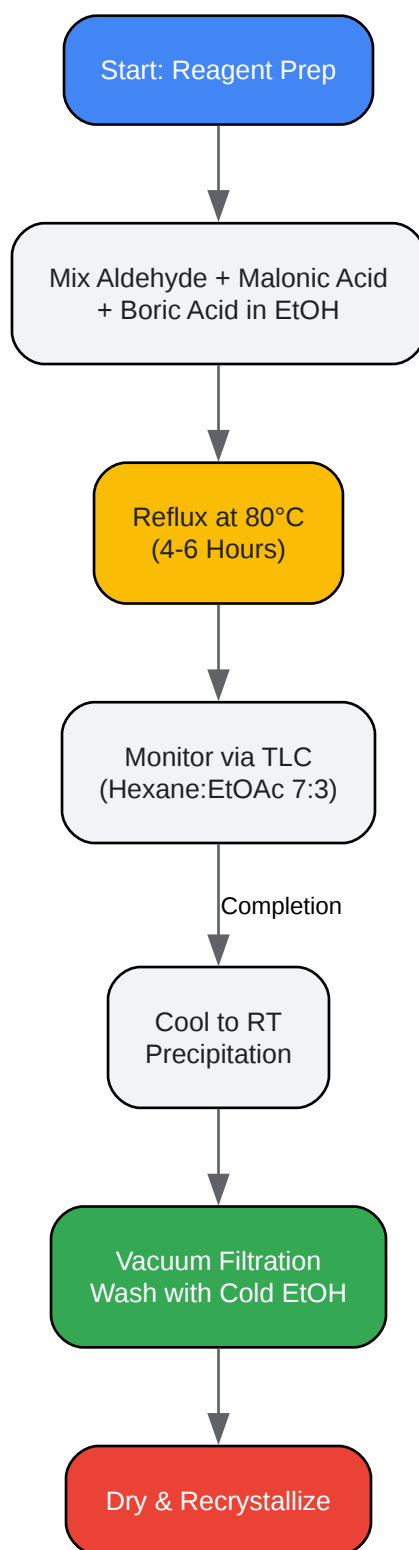 Start: Reagent Prep
Mix Aldehyde + Malonic Acid
+ Boric Acid in EtOH
Reflux at 80°C
(4-6 Hours)
Monitor via TLC
(Hexane:EtOAc 7:3)
Completion
Cool to RT
Precipitation
Vacuum Filtration
Wash with Cold EtOH
Dry & Recrystallize